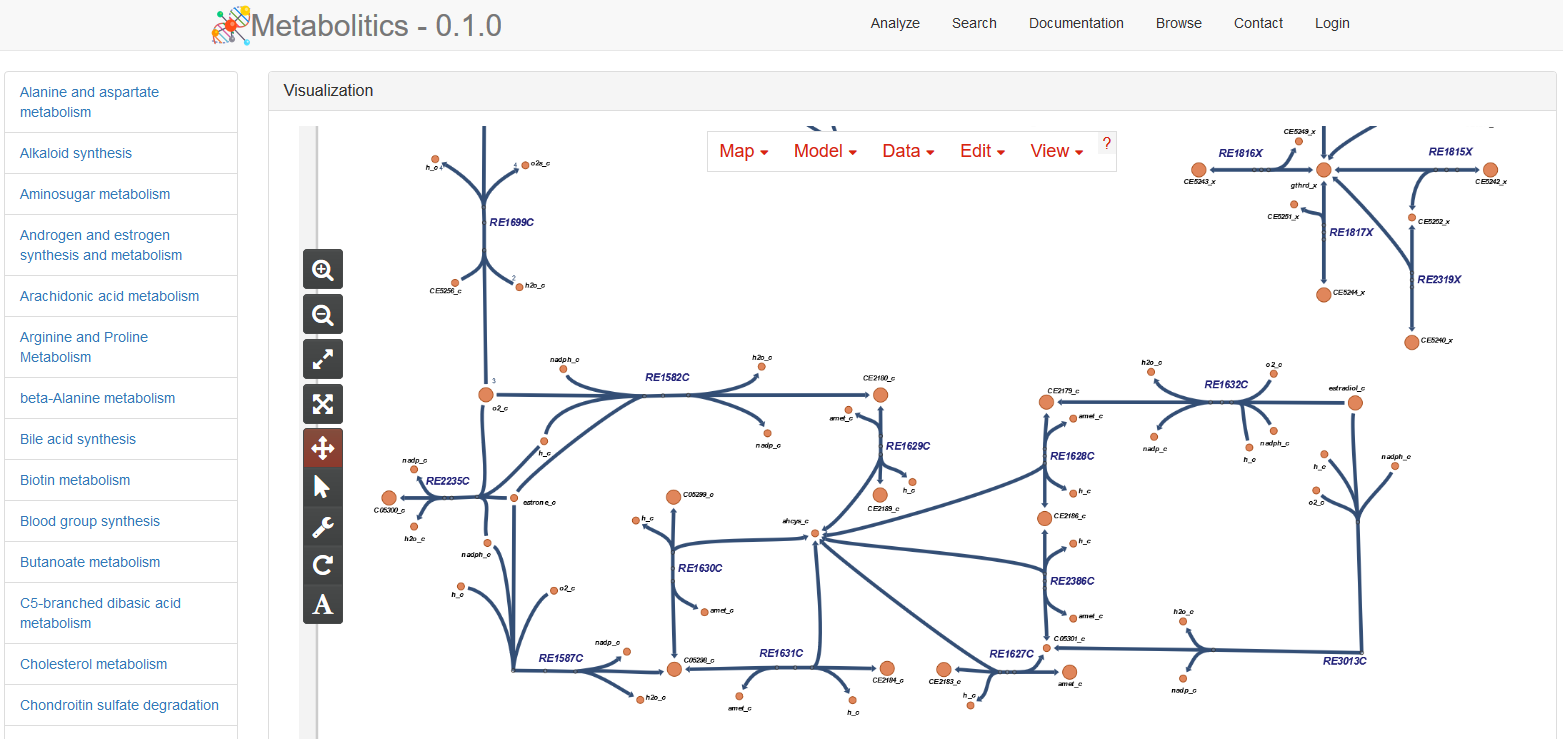 Metabolitics - 0.1.0
Analyze
Search
Documentation
Browse
Contact
Login
Alanine and aspartate
metabolism
Alkaloid synthesis
Aminosugar metabolism
Androgen and estrogen
synthesis and metabolism
Arachidonic acid metabolism
Arginine and Proline
Metabolism
beta-Alanine metabolism
Bile acid synthesis
Biotin metabolism
Blood group synthesis
Butanoate metabolism
C5-branched dibasic acid
metabolism
Cholesterol metabolism
Chondroitin sulfate degradation
Visualization
Map
Model
Data
Edit
View
?
A
h_c
4
4
o2s_c
RE1699C
CE5256_c
2
h2o_c
3
o2_c
CE5249_x
RE1816X
RE1815X
CE5243_x
gthrd_x
CE5242_x
CE5251_x
RE1817X
CE5252_x
RE2319X
CE5244_x
CE5240_x
nadph_c
RE1582C
h2o_c
CE2180_c
amet_c
nadp_c
h_c
RE1629C
h_c
CE2189_c
nadp_c
RE2235C
C05300_c
estrone_c
h2o_c
nadph_c
C05299_c
h_c
ahcys_c
RE1630C
amet_c
h_c
o2_c
RE1587C
nadp_c
h2o_c
C05298_c
RE1631C
CE2184_c
amet_c
h_c
CE2179_c
amet_c
RE1628C
h_c
CE2186_c
h_c
RE2386C
amet_c
C05301_c
RE1627C
CE2183_c
h_c
amet_c
h2o_c
o2_c
RE1632C
estradiol_c
nadp_c
h_c
nadph_c
h_c
nadph_c
o2_c
h2o_c
nadp_c
RE3013C